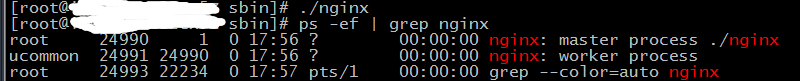 [root@ sbin]# ./nginx
[root@ sbin]# ps -ef | grep nginx
root 24990 1 0 17:56 ? 00:00:00 nginx: master process ./nginx
ucommon 24991 24990 0 17:56 ? 00:00:00 nginx: worker process
root 24993 22234 0 17:57 pts/1 00:00:00 grep --color=auto nginx